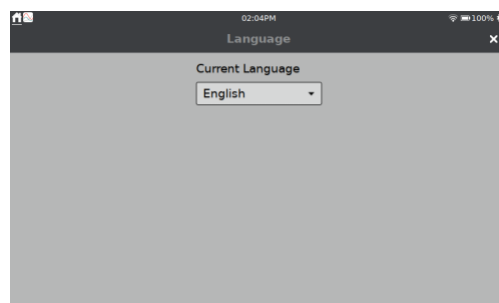 02:04PM
100%
Language
×
Current Language
English